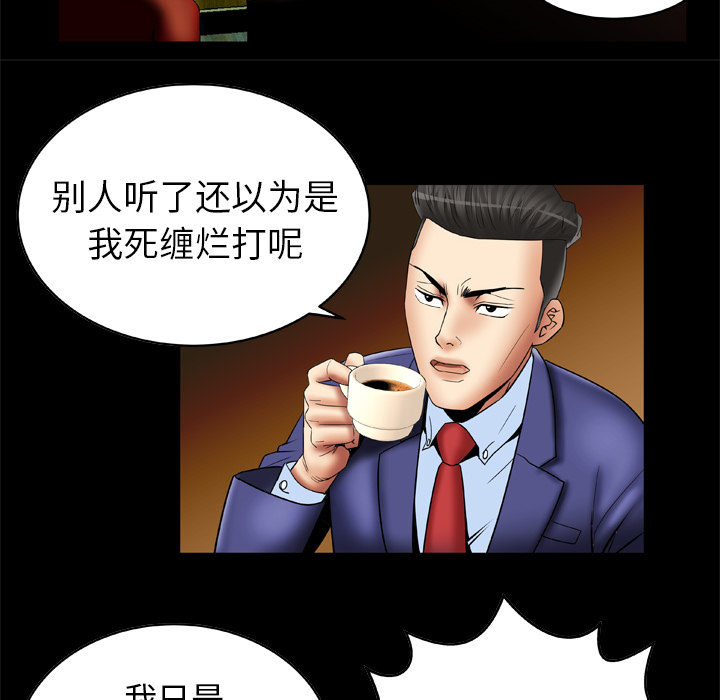 别人听了还以为是
我死缠烂打呢
我只是